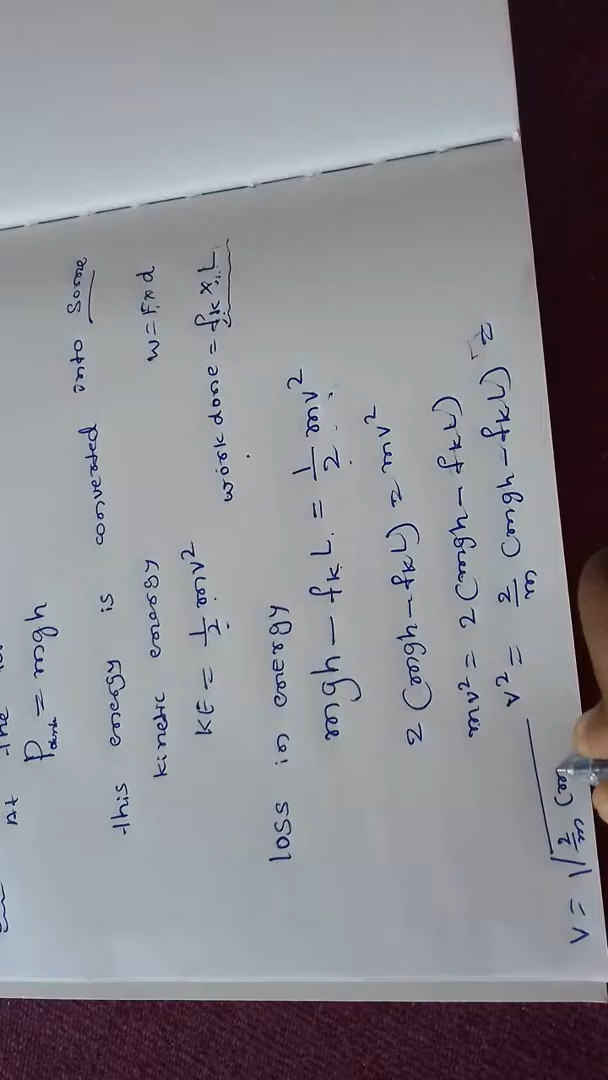 At the
P = mgh
this energy is converted into some
kinetic energy W = F × d
KE = 1/2 mv² work done = fk × L
loss in energy
mgh - fk L = 1/2 mv²
2 (mgh - fkL) = mv²
mv² = 2 (mgh - fkL)
v² = 2/m (mgh - fkL)
v = √2/m (m